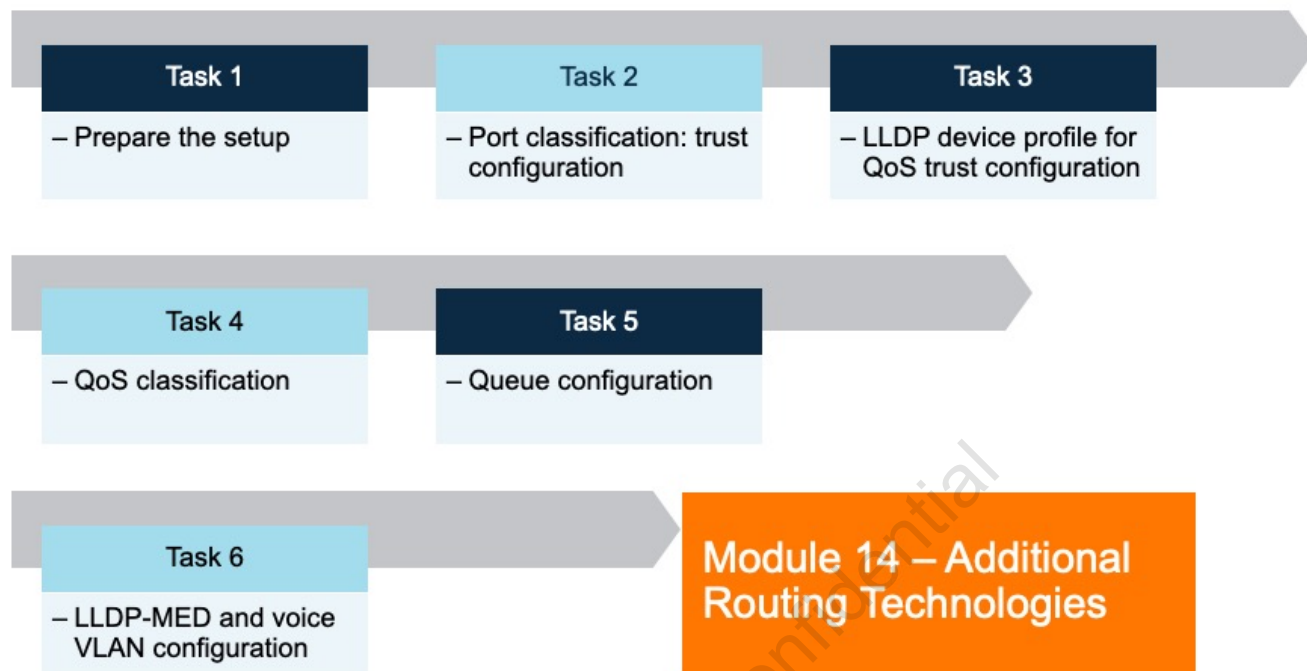 Task 1
Task 2
Task 3
– Prepare the setup
– Port classification: trust
configuration
– LLDP device profile for
QoS trust configuration
Task 4
Task 5
– QoS classification
– Queue configuration
Task 6
– LLDP-MED and voice
VLAN configuration
Module 14 – Additional
Routing Technologies
confidential